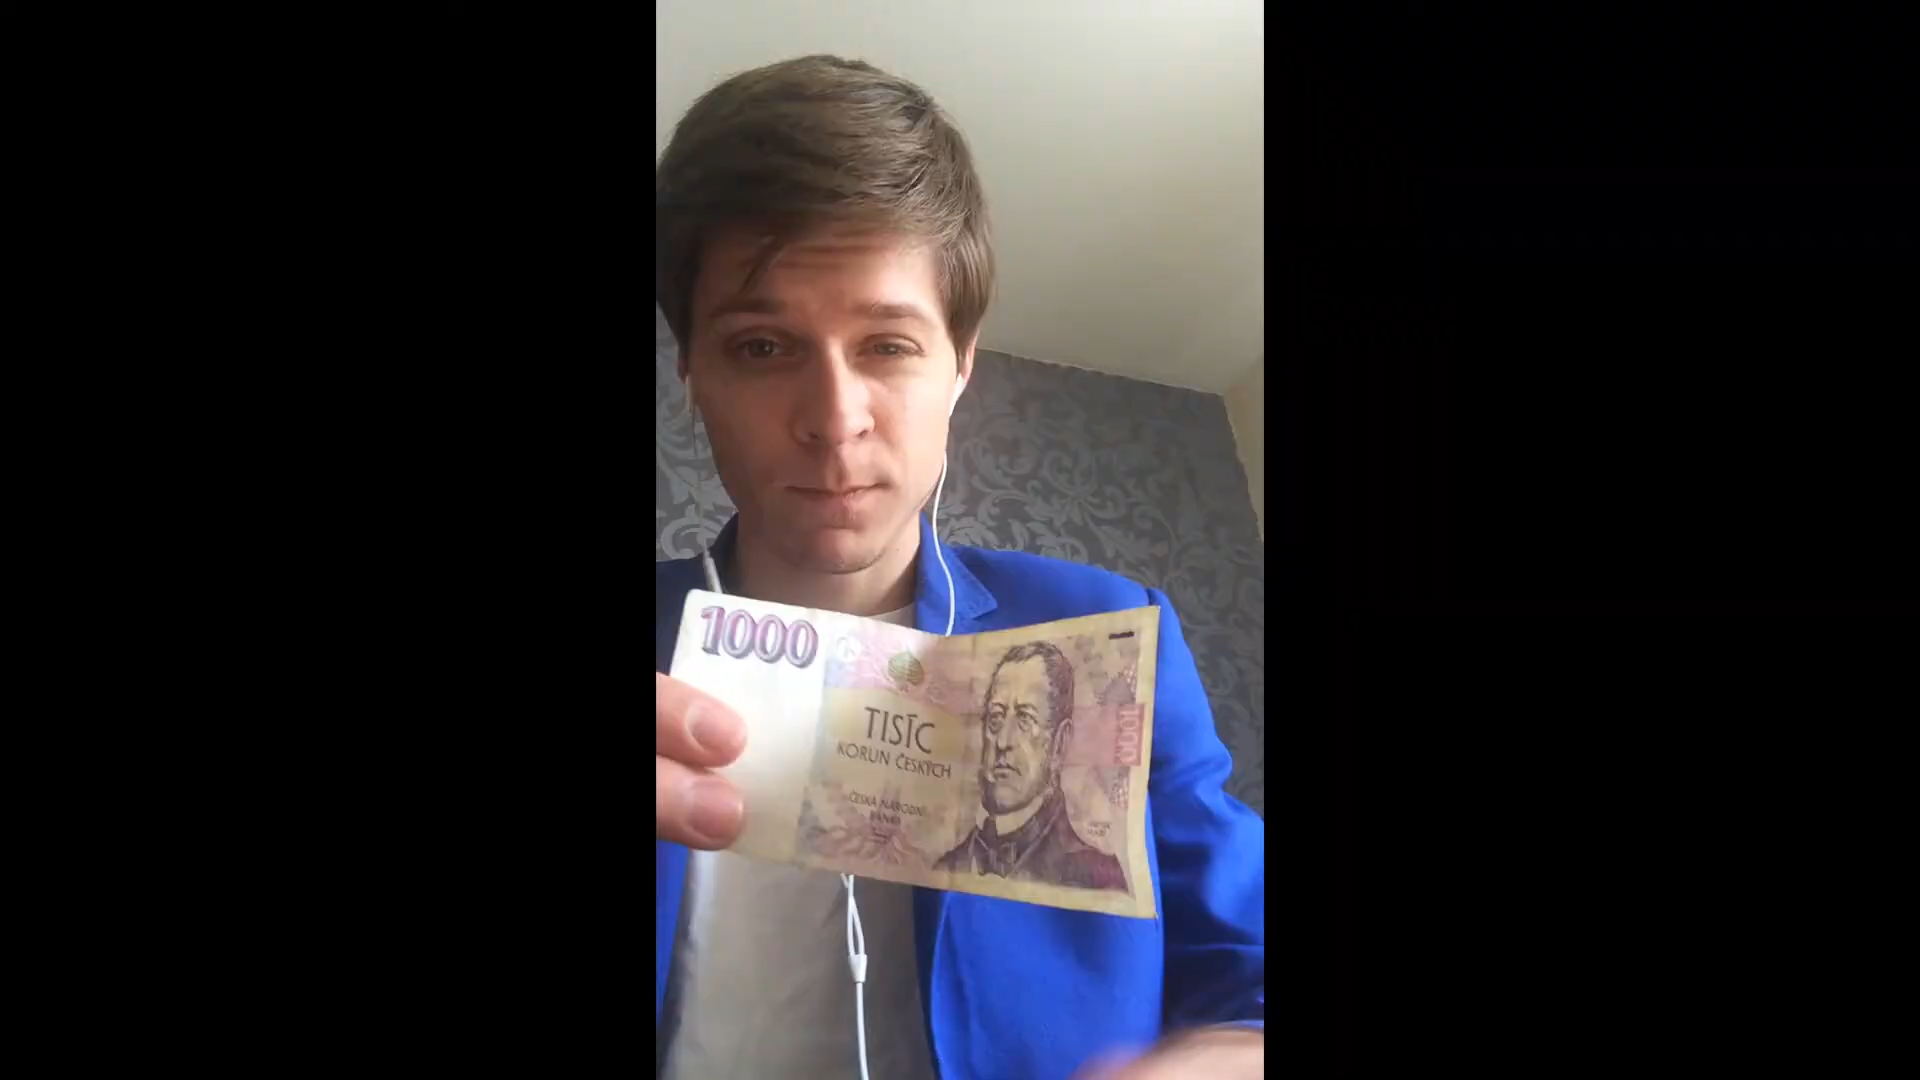 1000
TISÍC
KORUN ČESKÝCH
ČESKÁ NÁRODNÍ
BANKA
1000